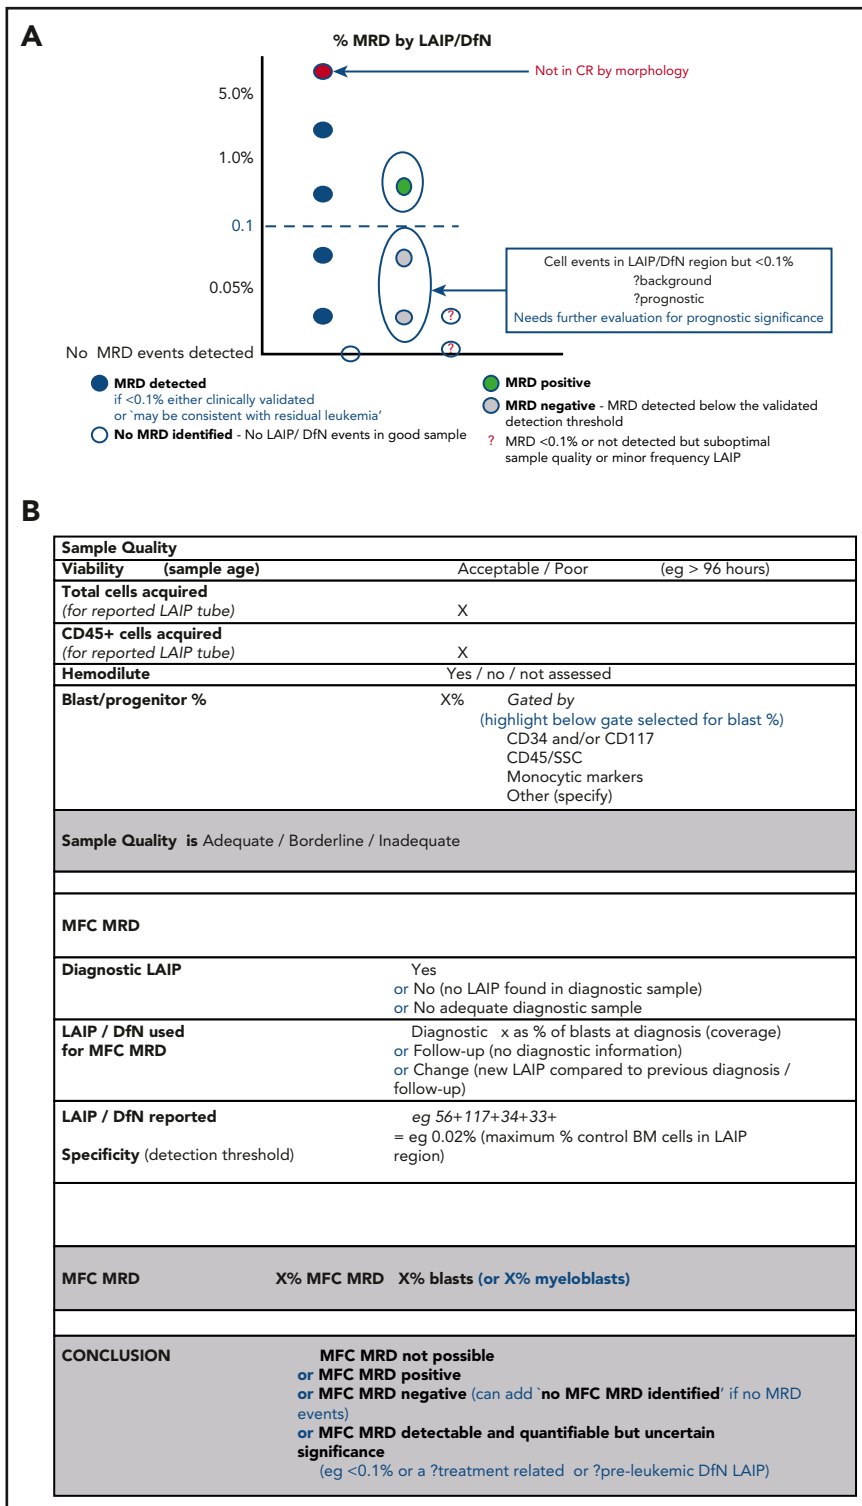 A
% MRD by LAIP/DfN
Not in CR by morphology
5.0%
1.0%
0.1
0.05%
No MRD events detected
Cell events in LAIP/DfN region but <0.1%
?background
?prognostic
Needs further evaluation for prognostic significance
?
?
MRD detected
if <0.1% either clinically validated
or `may be consistent with residual leukemia'
No MRD identified - No LAIP/ DfN events in good sample
MRD positive
MRD negative - MRD detected below the validated
detection threshold
? MRD <0.1% or not detected but suboptimal
sample quality or minor frequency LAIP
B
Sample Quality
Viability (sample age) Acceptable / Poor (eg > 96 hours)
Total cells acquired
(for reported LAIP tube) X
CD45+ cells acquired
(for reported LAIP tube) X
Hemodilute Yes / no / not assessed
Blast/progenitor % X% Gated by
(highlight below gate selected for blast %)
CD34 and/or CD117
CD45/SSC
Monocytic markers
Other (specify)
Sample Quality is Adequate / Borderline / Inadequate
MFC MRD
Diagnostic LAIP Yes
or No (no LAIP found in diagnostic sample)
or No adequate diagnostic sample
LAIP / DfN used Diagnostic x as % of blasts at diagnosis (coverage)
for MFC MRD or Follow-up (no diagnostic information)
or Change (new LAIP compared to previous diagnosis /
follow-up)
LAIP / DfN reported eg 56+117+34+33+
= eg 0.02% (maximum % control BM cells in LAIP
Specificity (detection threshold) region)
MFC MRD X% MFC MRD X% blasts (or X% myeloblasts)
CONCLUSION MFC MRD not possible
or MFC MRD positive
or MFC MRD negative (can add `no MFC MRD identified' if no MRD
events)
or MFC MRD detectable and quantifiable but uncertain
significance
(eg <0.1% or a ?treatment related or ?pre-leukemic DfN LAIP)